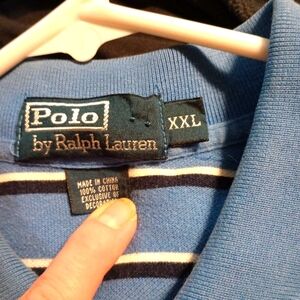 Polo
by Ralph Lauren
XXL
MADE IN CHINA
100% COTTON
EXCLUSIVE OF
DECORATION